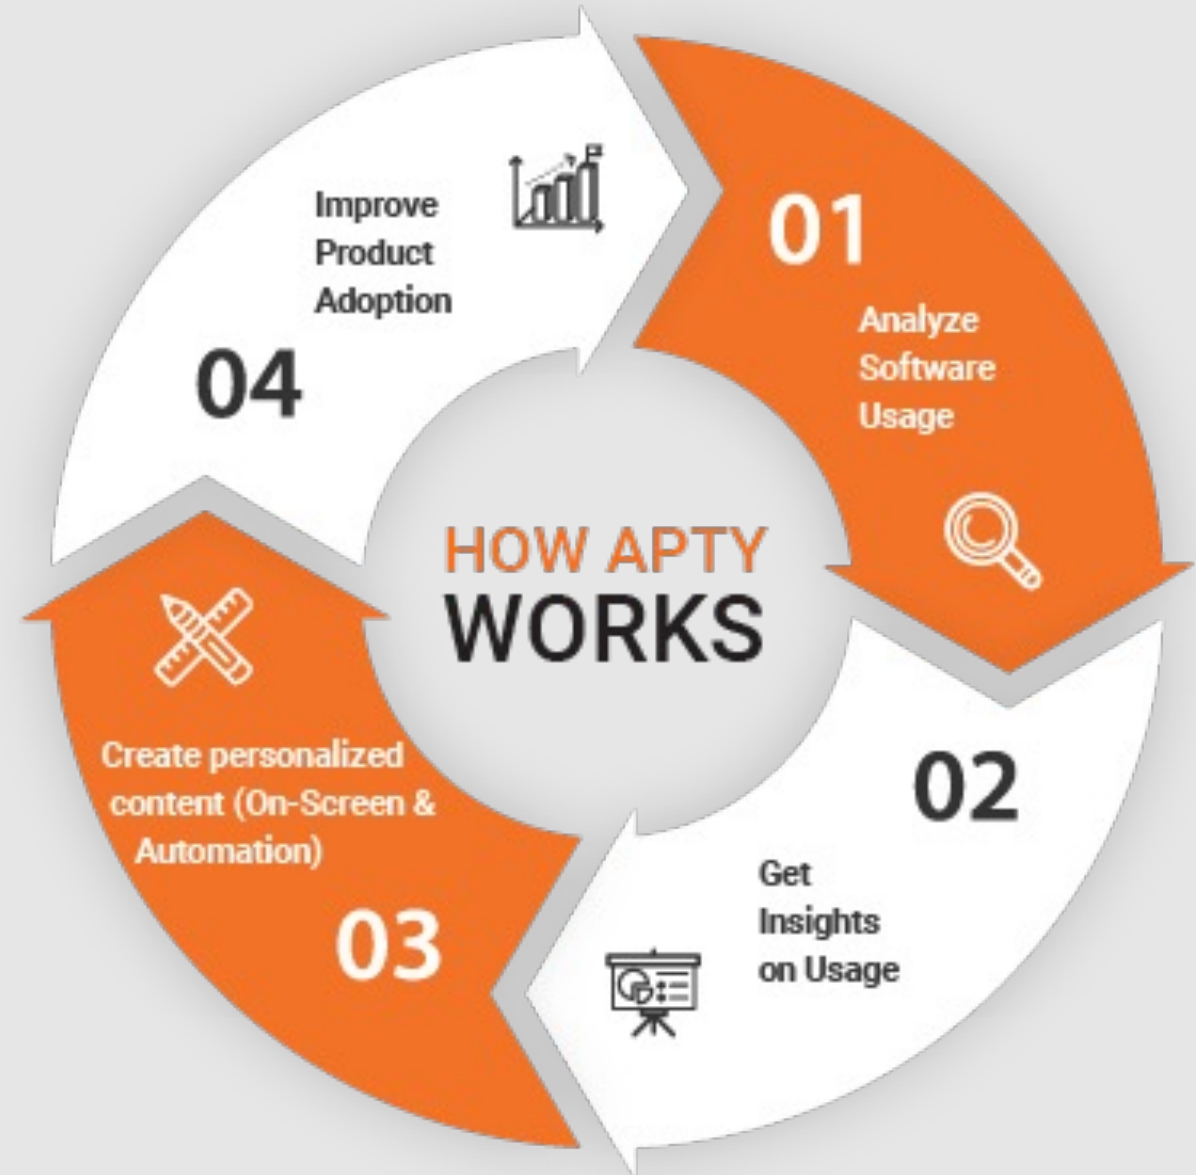 HOW APTY
WORKS
01
Analyze
Software
Usage
02
Get
Insights
on Usage
03
Create personalized
content (On-Screen &
Automation)
04
Improve
Product
Adoption